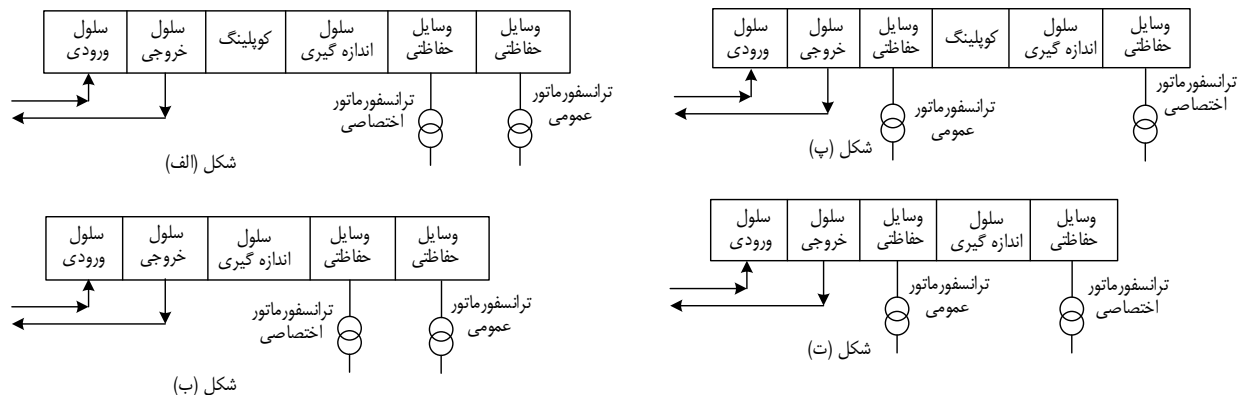 سلول
ورودی
سلول
خروجی
کوپلینگ
سلول
اندازه گیری
وسایل
حفاظتی
وسایل
حفاظتی
ترانسفورماتور
اختصاصی
ترانسفورماتور
عمومی
شکل (الف)
سلول
ورودی
سلول
خروجی
وسایل
حفاظتی
کوپلینگ
سلول
اندازه گیری
وسایل
حفاظتی
ترانسفورماتور
عمومی
ترانسفورماتور
اختصاصی
شکل (پ)
سلول
ورودی
سلول
خروجی
سلول
اندازه گیری
وسایل
حفاظتی
وسایل
حفاظتی
ترانسفورماتور
اختصاصی
ترانسفورماتور
عمومی
شکل (ب)
سلول
ورودی
سلول
خروجی
وسایل
حفاظتی
سلول
اندازه گیری
وسایل
حفاظتی
ترانسفورماتور
عمومی
ترانسفورماتور
اختصاصی
شکل (ت)